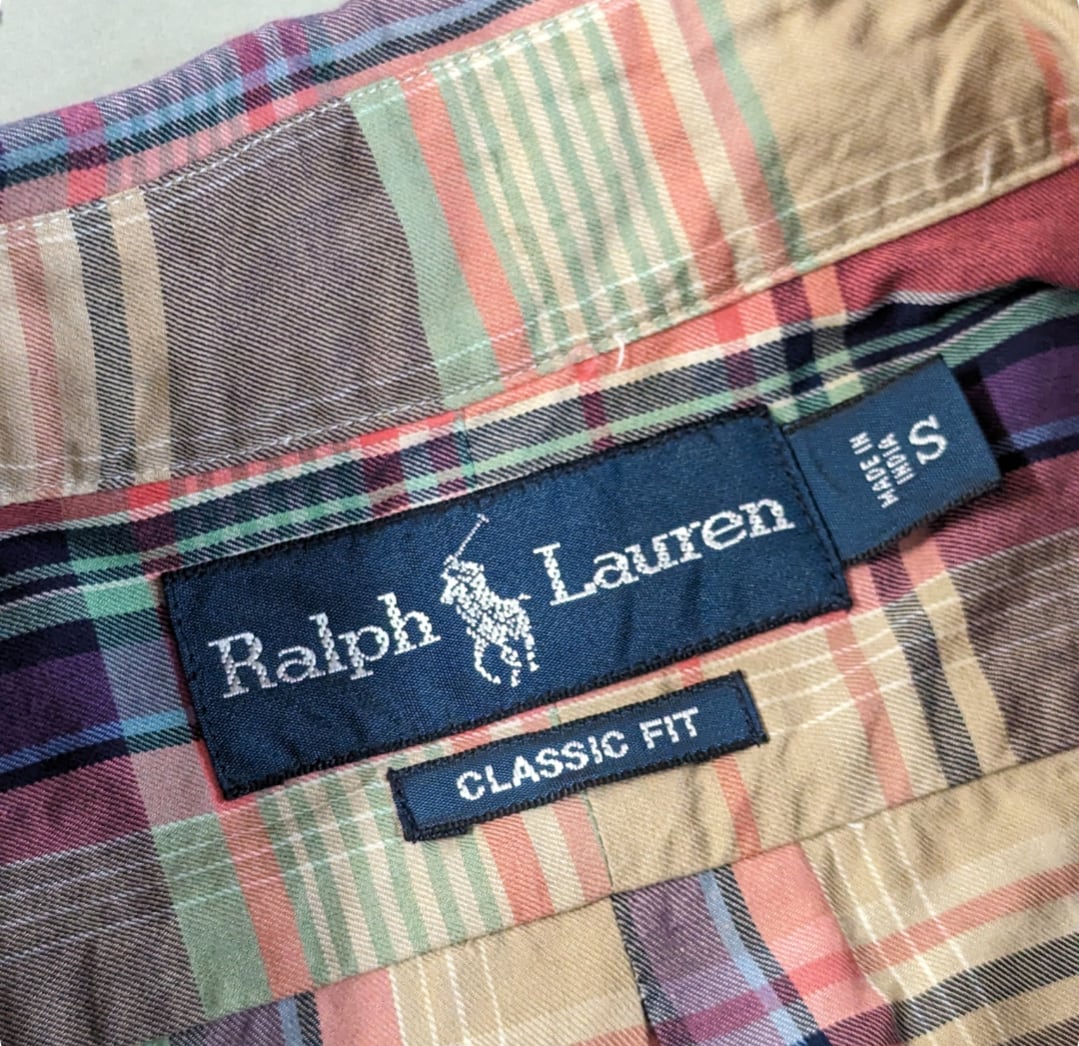 Ralph Lauren
MADE IN
INDIA
S
CLASSIC FIT